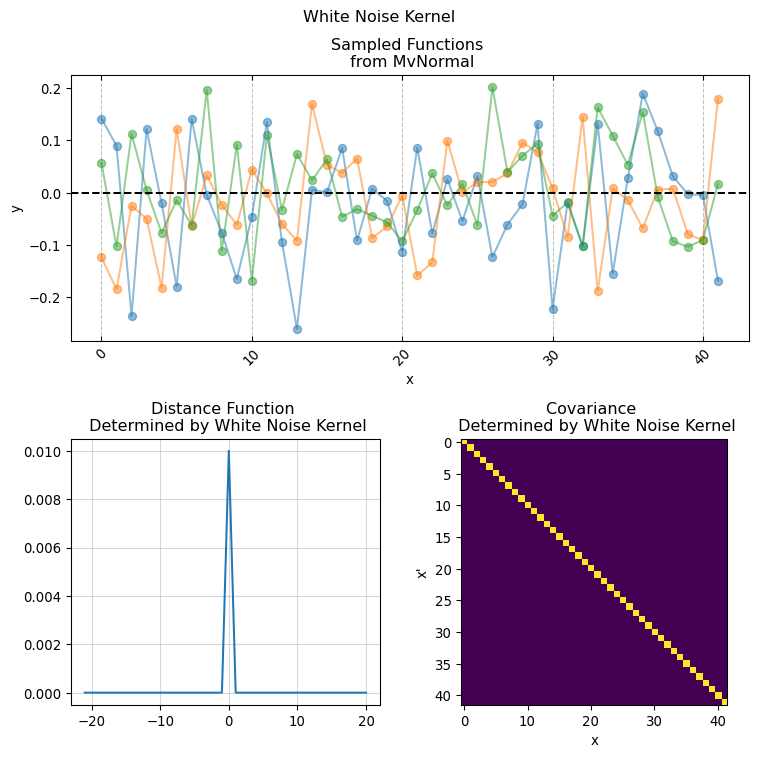 White Noise Kernel
Sampled Functions
from MvNormal
0.2
0.1
0.0
−0.1
−0.2
y
0 10 20 30 40
x
Distance Function
Determined by White Noise Kernel
0.010
0.008
0.006
0.004
0.002
0.000
−20 −10 0 10 20
Covariance
Determined by White Noise Kernel
0
5
10
15
20
25
30
35
40
x'
0 20 40
x